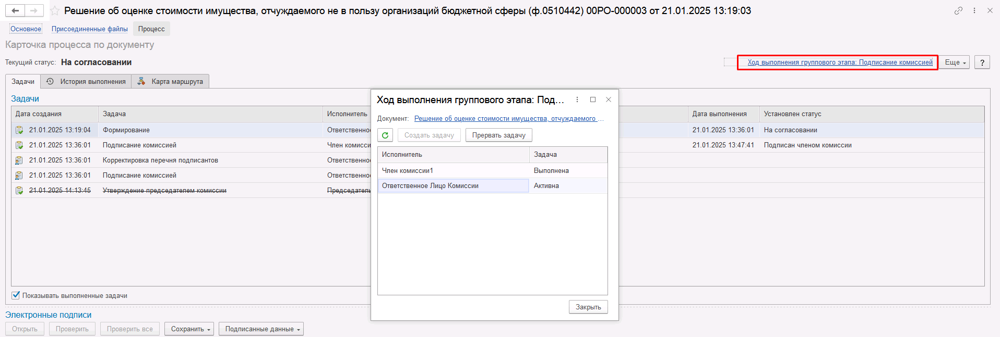 Решение об оценке стоимости имущества, отчуждаемого не в пользу организаций бюджетной сферы (ф.0510442) 00РО-000003 от 21.01.2025 13:19:03
Основное Присоединенные файлы Процесс
Карточка процесса по документу
Текущий статус: На согласовании
Ход выполнения группового этапа: Подписание комиссией Еще ?
Задачи История выполнения Карта маршрута
Задачи
Дата создания Задача Исполнитель Дата выполнения Установлен статус
21.01.2025 13:19:04 Формирование Ответственно 21.01.2025 13:36:01 На согласовании
21.01.2025 13:36:01 Подписание комиссией Член комисси 21.01.2025 13:47:41 Подписан членом комиссии
21.01.2025 13:36:01 Корректировка перечня подписантов Ответственно
21.01.2025 13:36:01 Подписание комиссией Ответственно
21.01.2025 14:13:45 Утверждение председателем комиссии Председатель
Показывать выполненные задачи
Ход выполнения группового этапа: Под...
Документ: Решение об оценке стоимости имущества, отчуждаемого ...
Создать задачу Прервать задачу
Исполнитель Задача
Член комиссии1 Выполнена
Ответственное Лицо Комиссии Активна
Закрыть
Электронные подписи
Открыть Проверить Проверить все Сохранить Подписанные данные